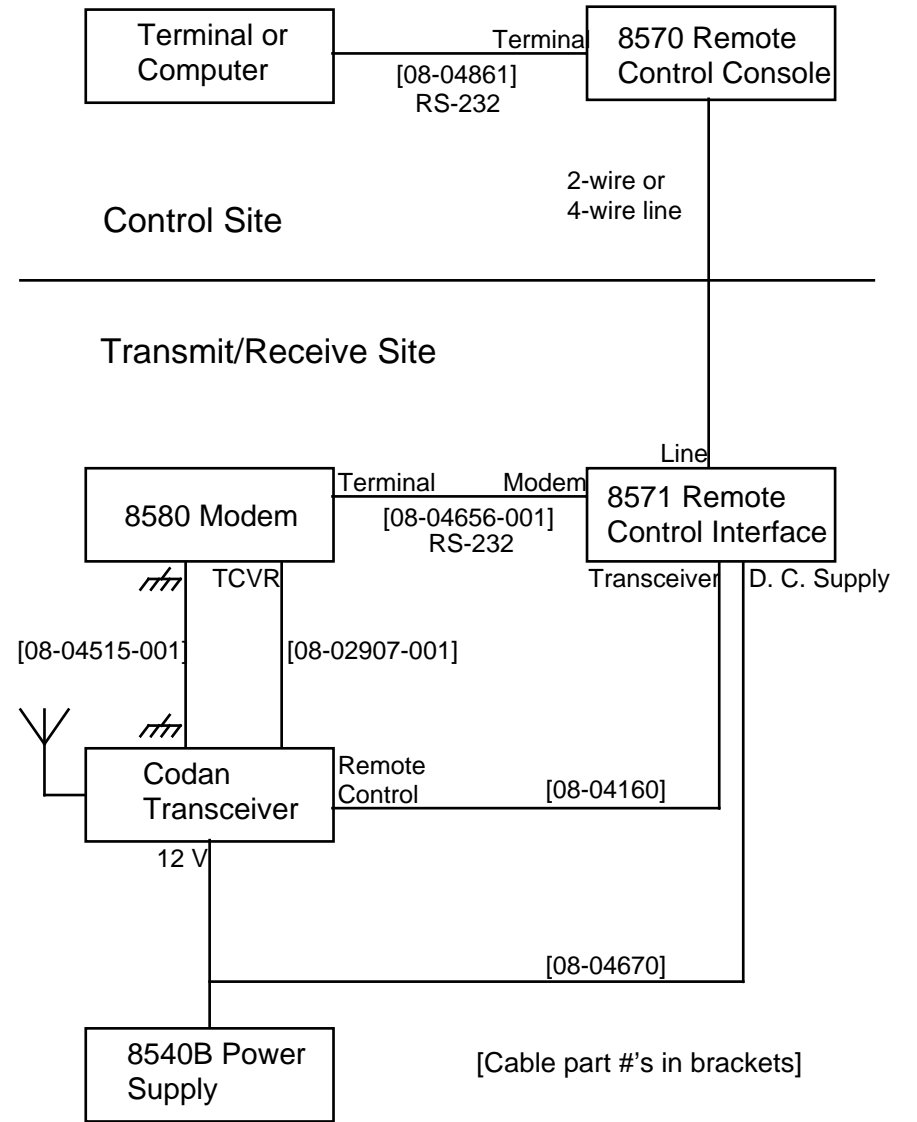 Terminal or
Computer
Terminal
[08-04861]
RS-232
8570 Remote
Control Console
2-wire or
4-wire line
Control Site
Transmit/Receive Site
Line
8580 Modem
Terminal
Modem
[08-04656-001]
RS-232
8571 Remote
Control Interface
TCVR
Transceiver
D. C. Supply
[08-04515-001]
[08-02907-001]
Codan
Transceiver
Remote
Control
[08-04160]
12 V
[08-04670]
8540B Power
Supply
[Cable part #'s in brackets]